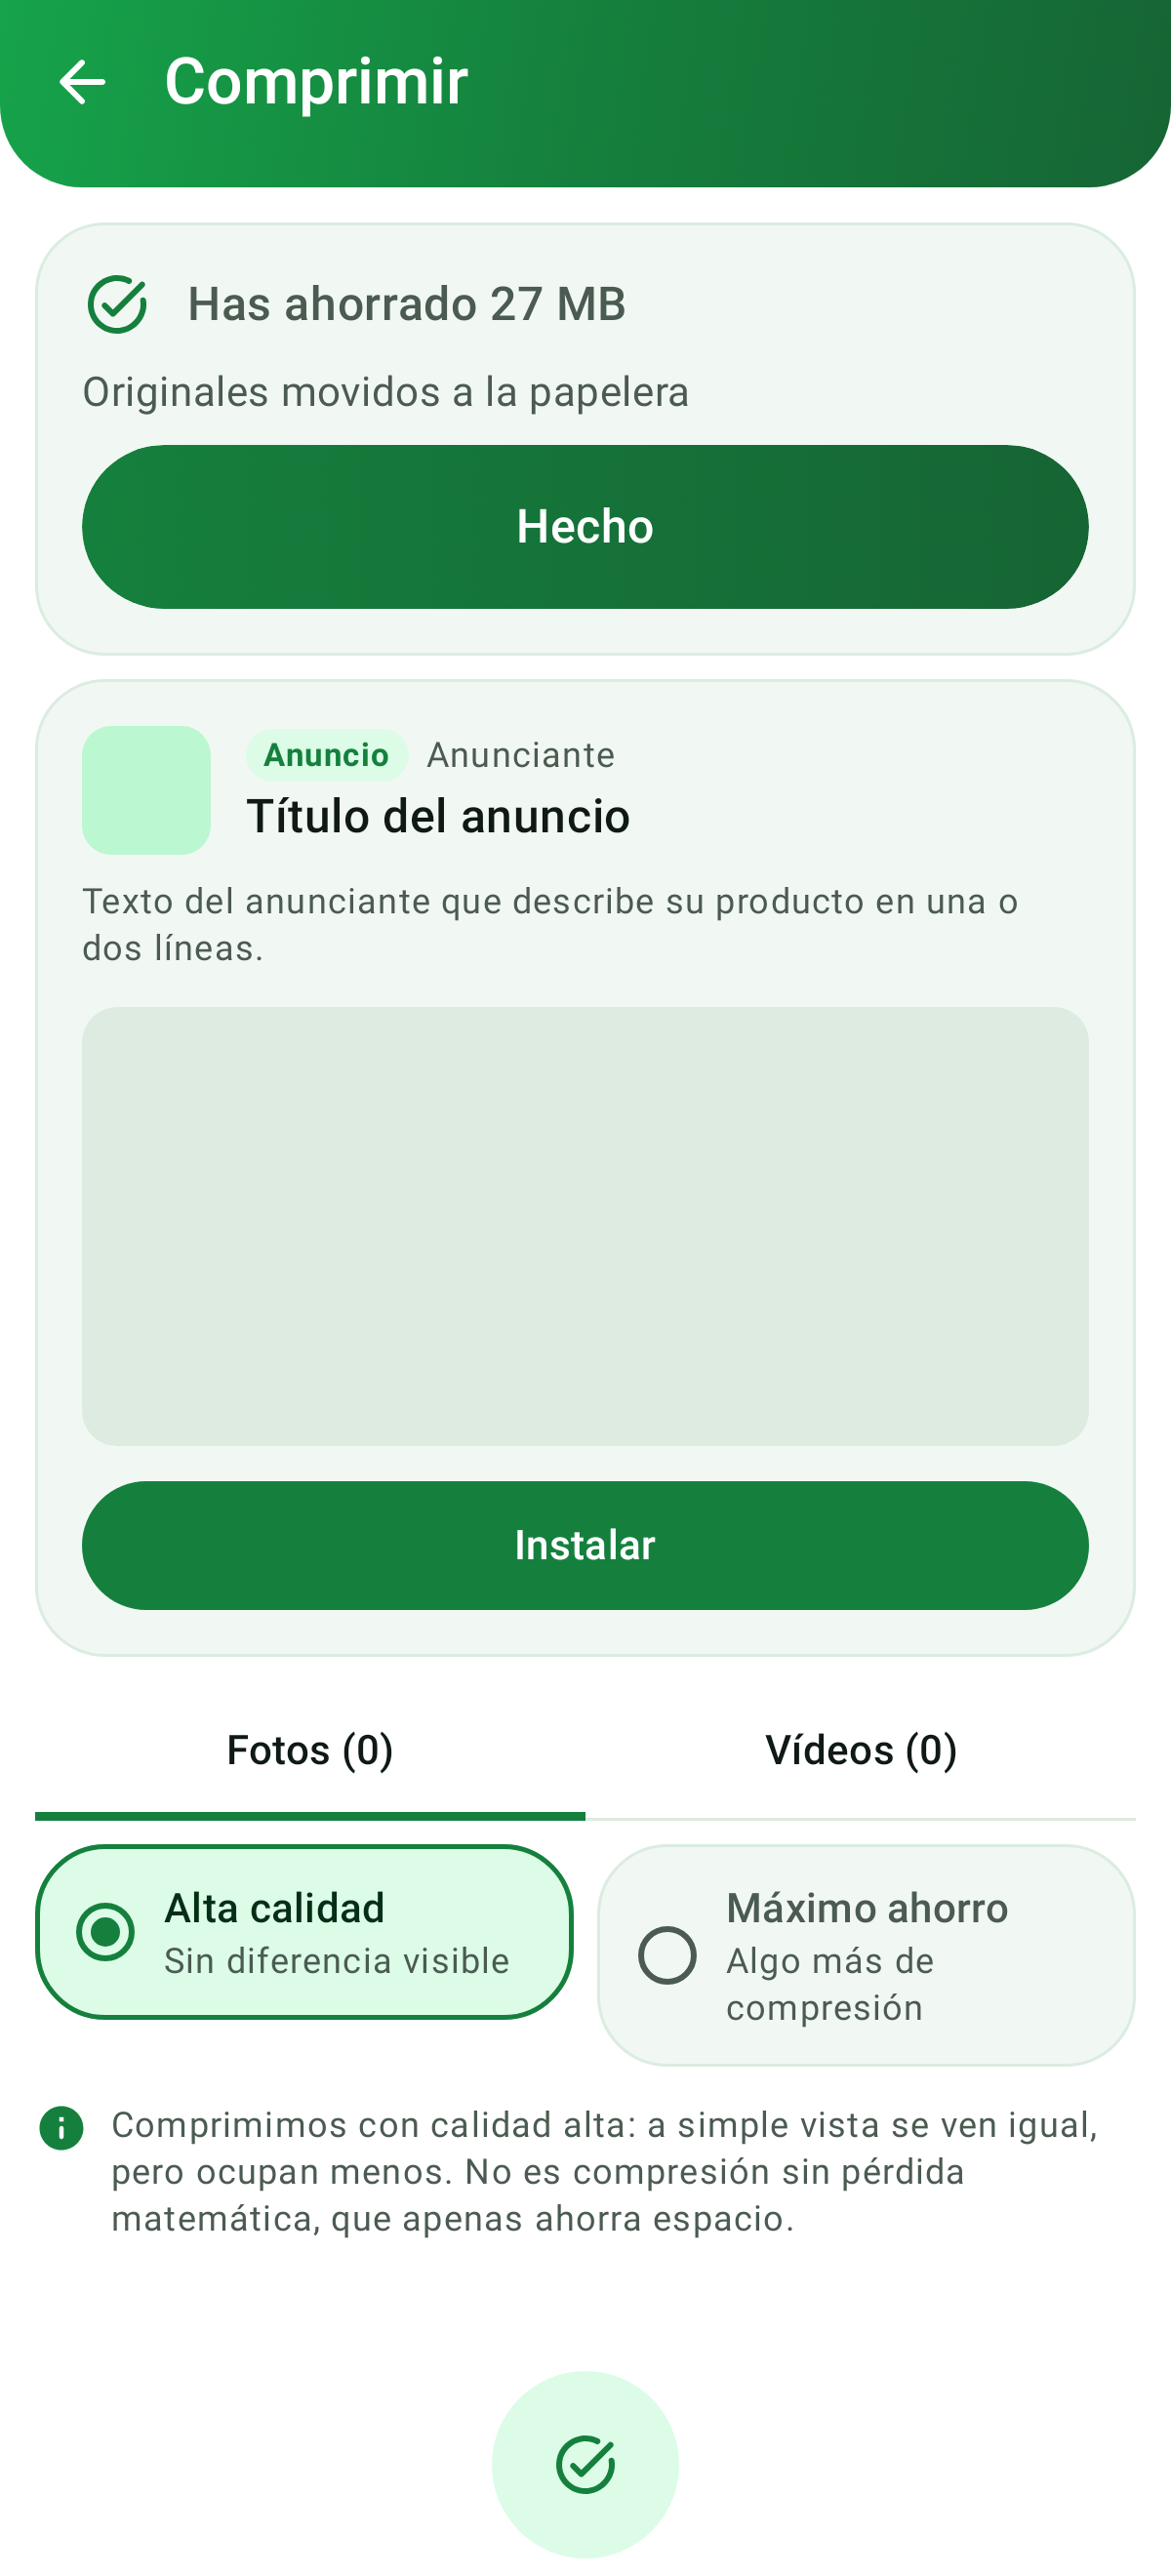 Comprimir
Has ahorrado 27 MB
Originales movidos a la papelera
Hecho
Anuncio Anunciante
Título del anuncio
Texto del anunciante que describe su producto en una o
dos líneas.
Instalar
Fotos (0)
Vídeos (0)
Alta calidad
Sin diferencia visible
Máximo ahorro
Algo más de
compresión
Comprimimos con calidad alta: a simple vista se ven igual,
pero ocupan menos. No es compresión sin pérdida
matemática, que apenas ahorra espacio.